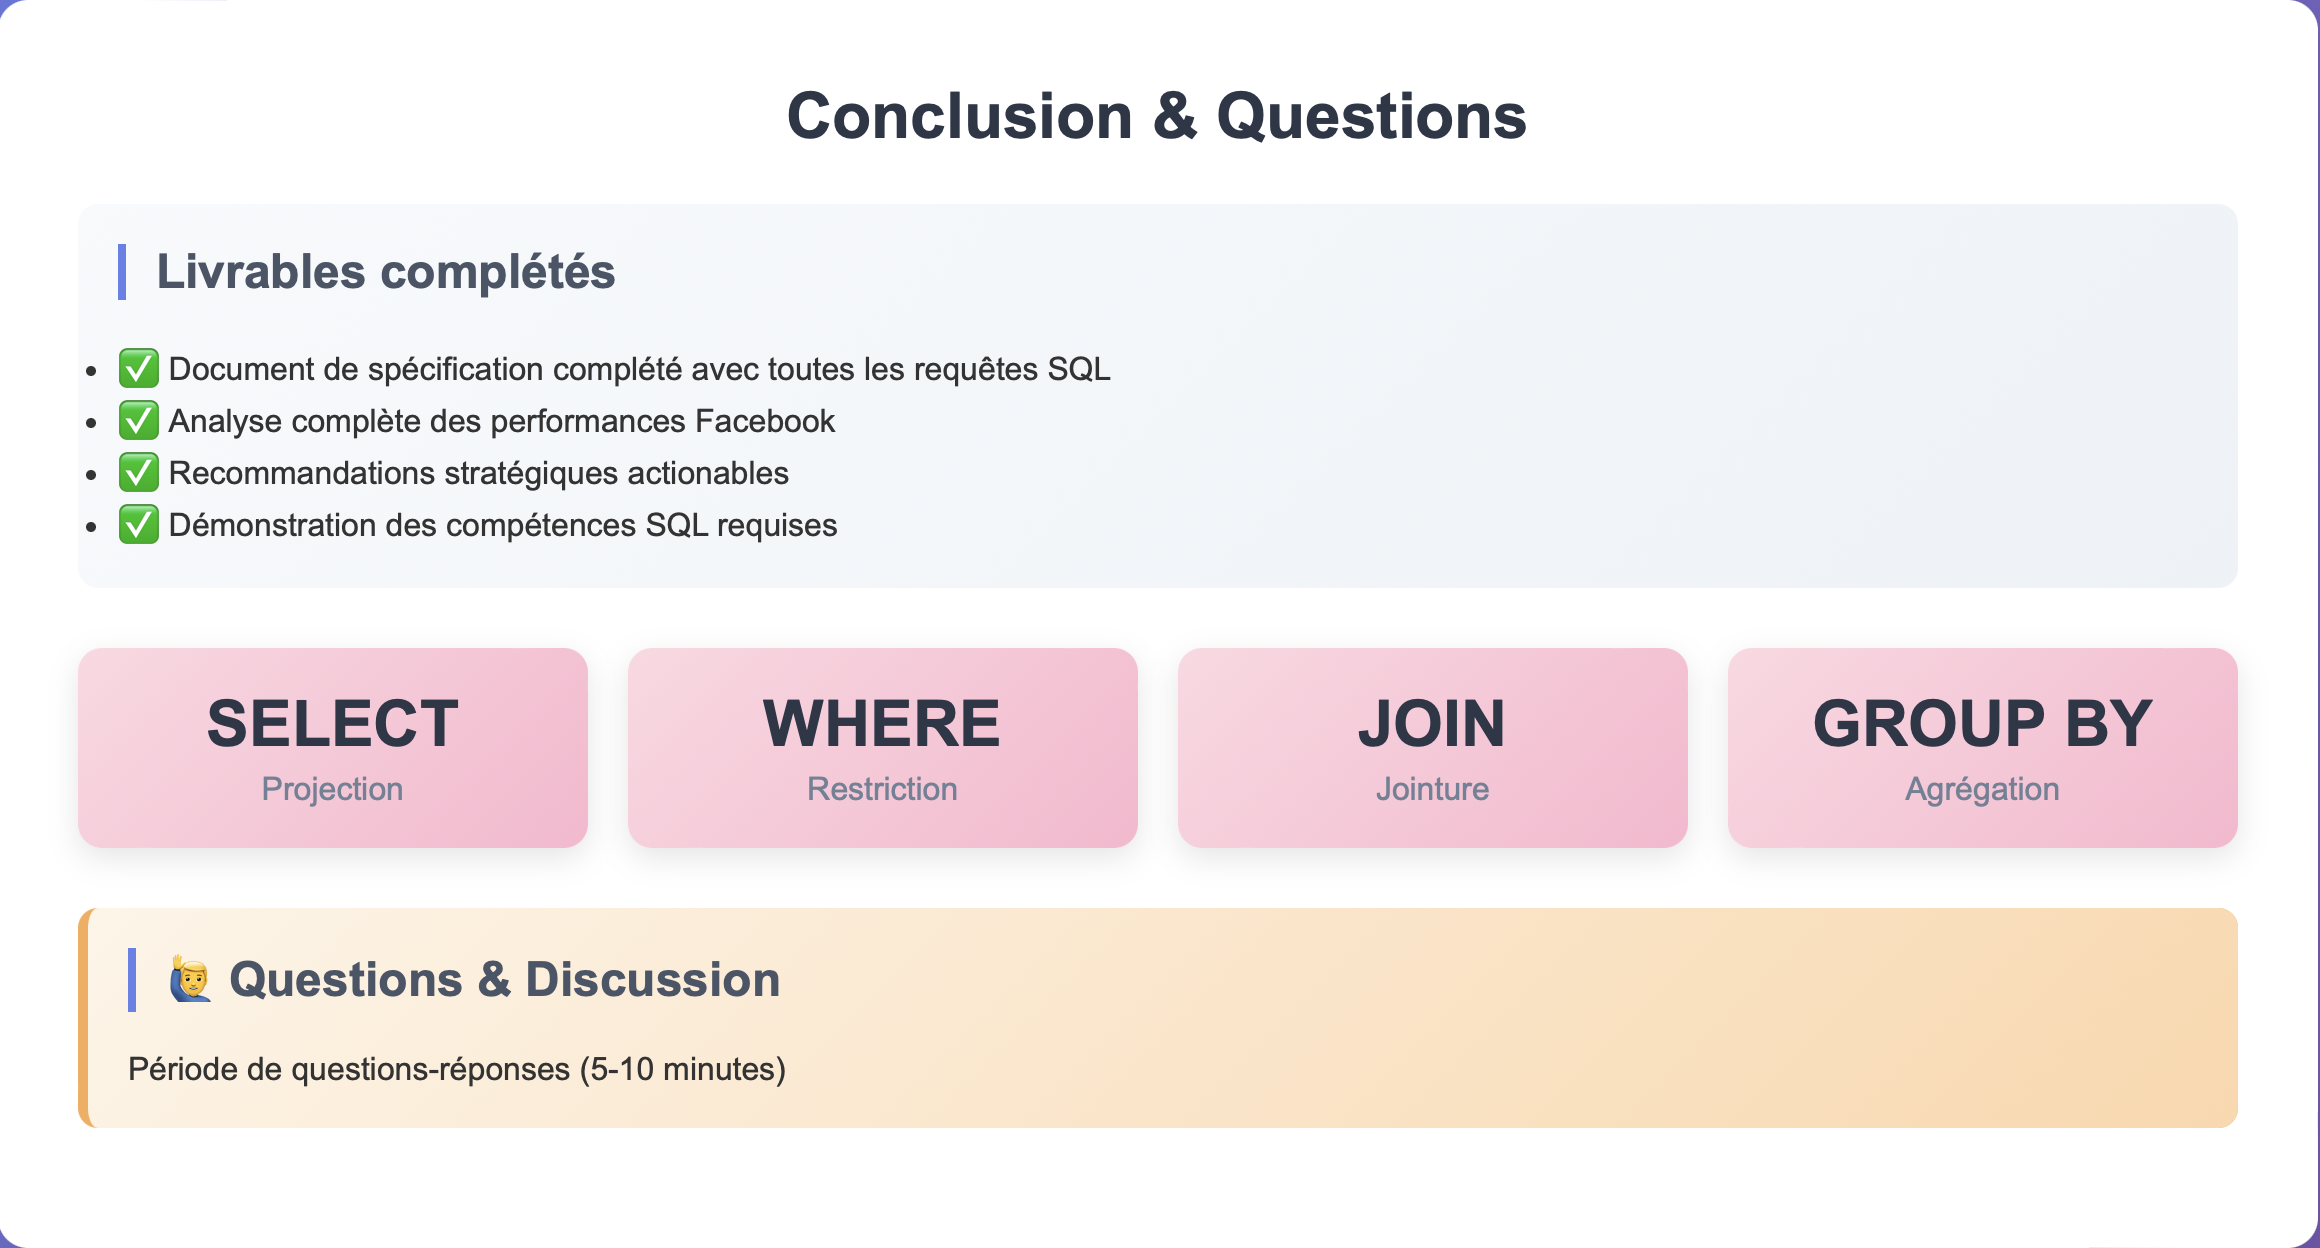 Conclusion & Questions
Livrables complétés
• ✅ Document de spécification complété avec toutes les requêtes SQL
• ✅ Analyse complète des performances Facebook
• ✅ Recommandations stratégiques actionables
• ✅ Démonstration des compétences SQL requises
SELECT
Projection
WHERE
Restriction
JOIN
Jointure
GROUP BY
Agrégation
🙋‍♂️ Questions & Discussion
Période de questions-réponses (5-10 minutes)